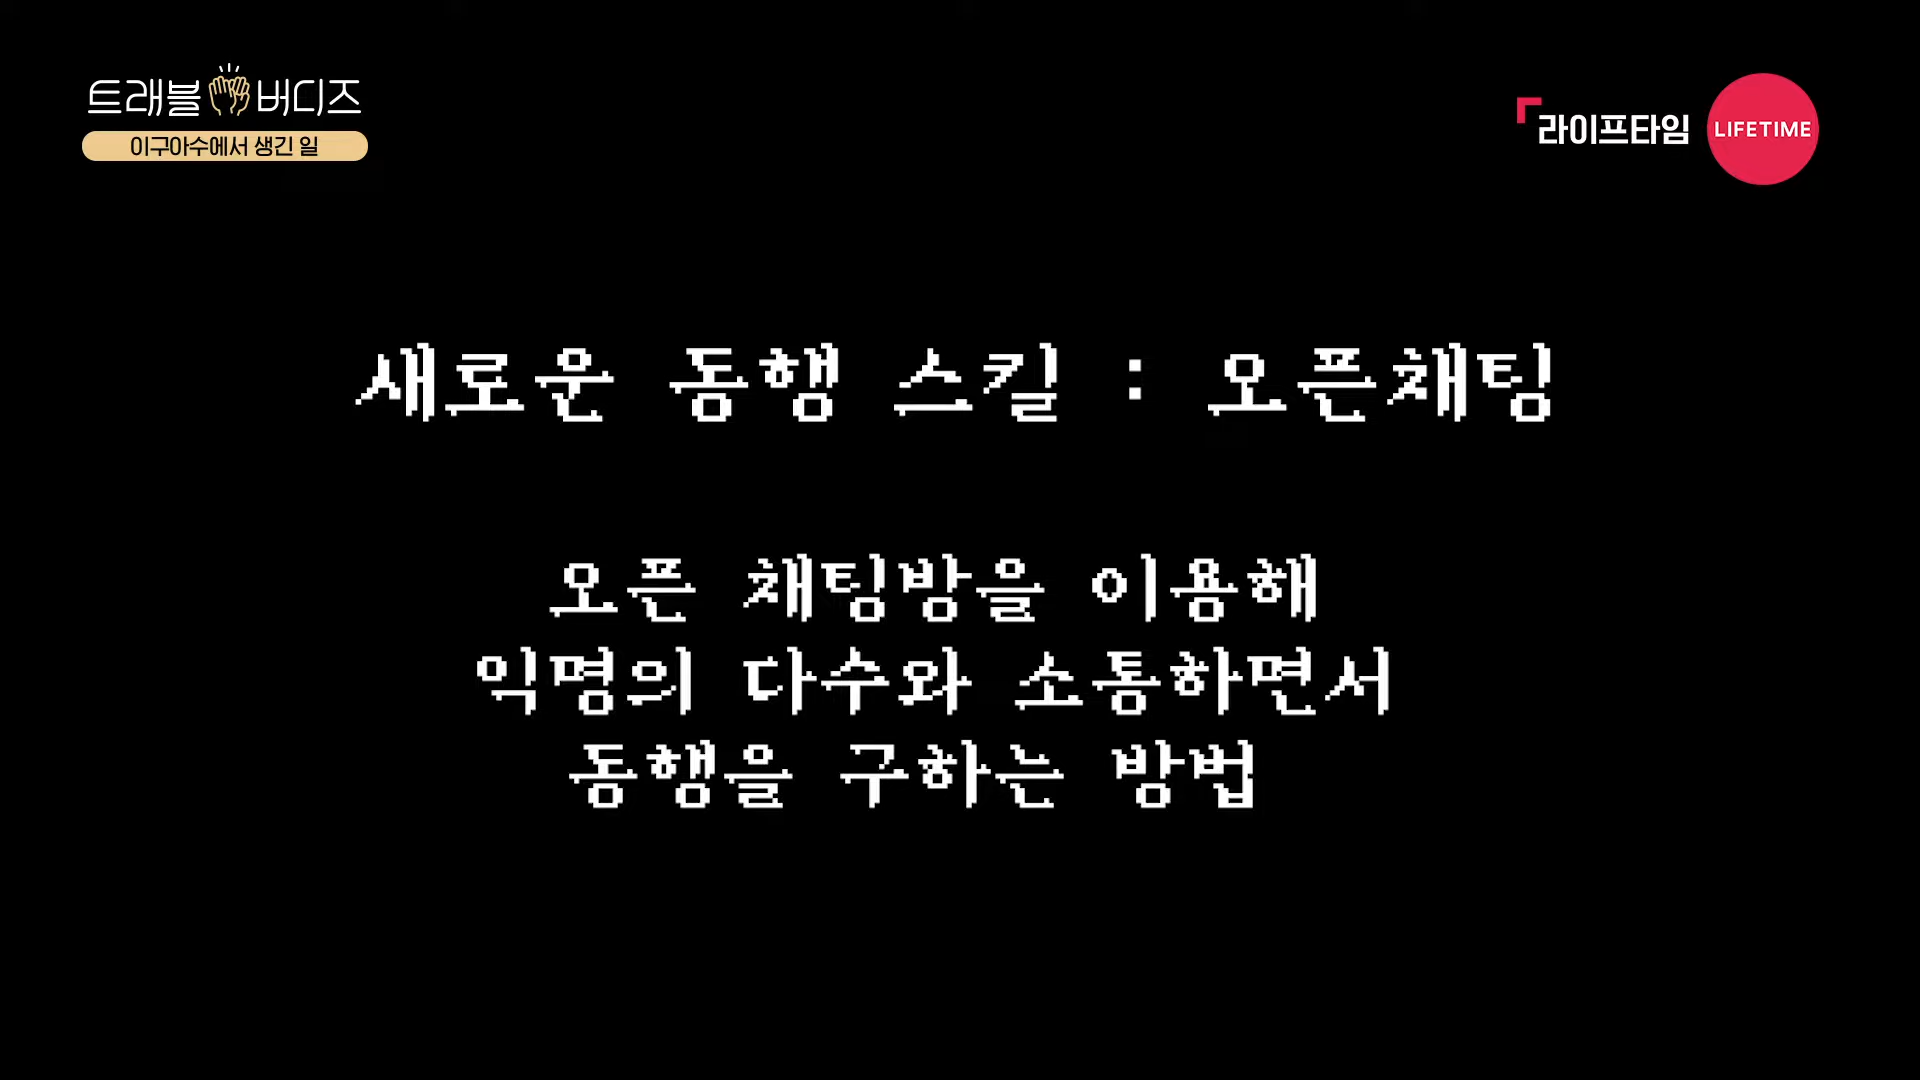 트래블 버디즈
이구아수에서 생긴 일
라이프타임
LIFETIME
새로운 동행 스킬 : 오픈채팅
오픈 채팅방을 이용해
익명의 다수와 소통하면서
동행을 구하는 방법